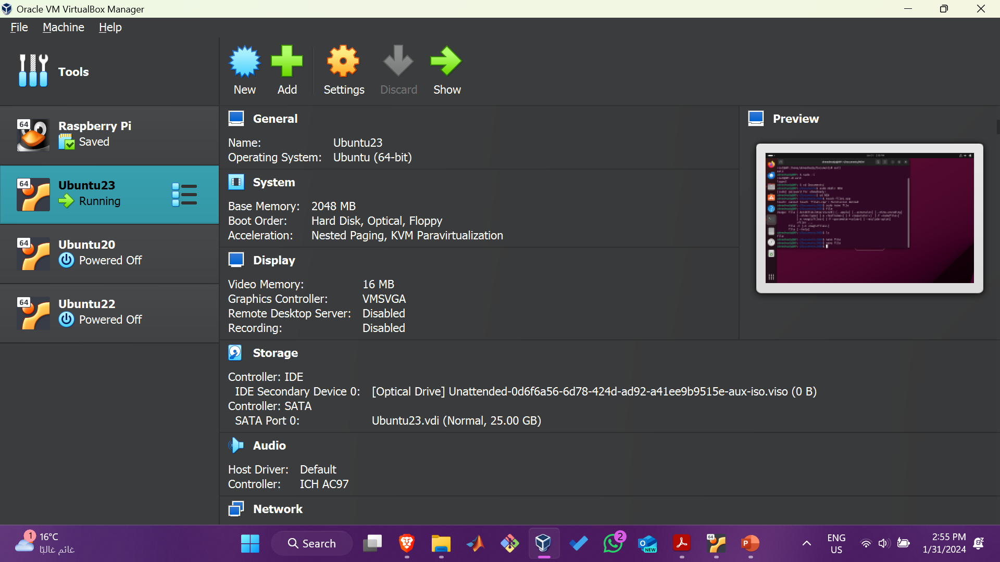 Oracle VM VirtualBox Manager
File Machine Help
Tools
New Add Settings Discard Show
64 Raspberry Pi
Saved
64 Ubuntu23
Running
64 Ubuntu20
Powered Off
64 Ubuntu22
Powered Off
General
Name: Ubuntu23
Operating System: Ubuntu (64-bit)
System
Base Memory: 2048 MB
Boot Order: Hard Disk, Optical, Floppy
Acceleration: Nested Paging, KVM Paravirtualization
Display
Video Memory: 16 MB
Graphics Controller: VMSVGA
Remote Desktop Server: Disabled
Recording: Disabled
Storage
Controller: IDE
IDE Secondary Device 0: [Optical Drive] Unattended-0d6f6a56-6d78-424d-ad92-a41ee9b9515e-aux-iso.viso (0 B)
Controller: SATA
SATA Port 0: Ubuntu23.vdi (Normal, 25.00 GB)
Audio
Host Driver: Default
Controller: ICH AC97
Network
Preview
1 16°C
غائم غالبًا
Search
2
NEW
64
P
ENG
US
2:55 PM
1/31/2024